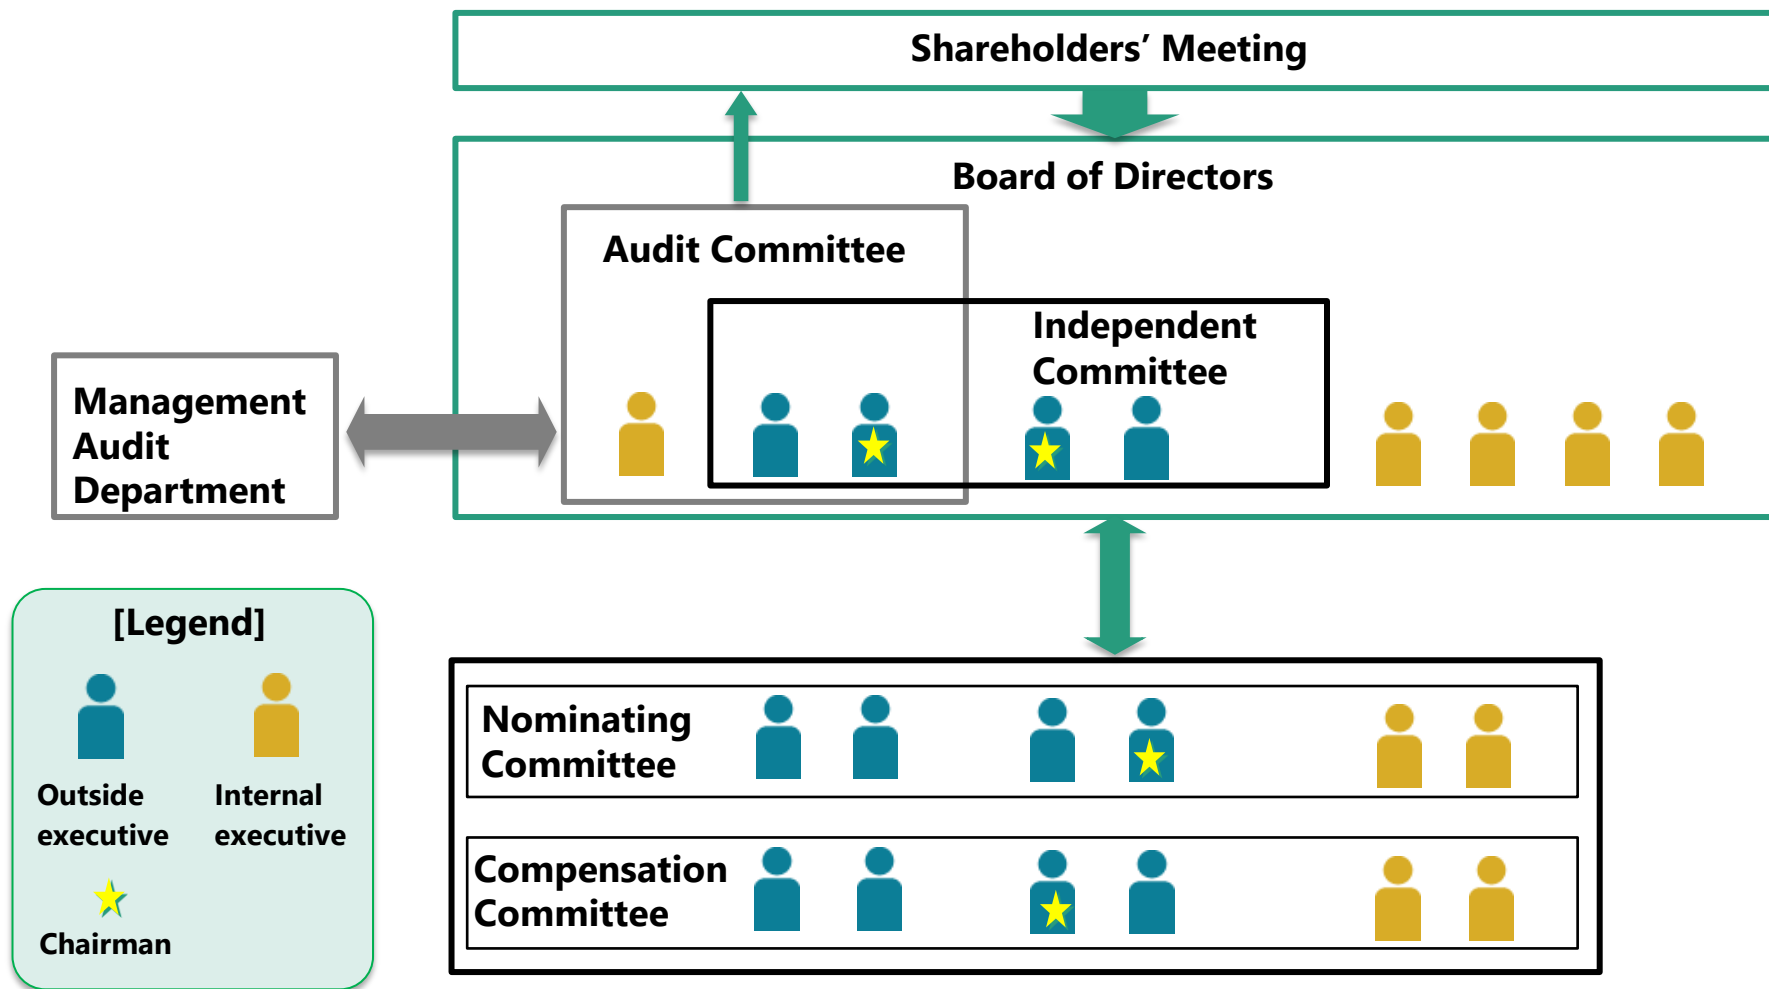 Shareholders’ Meeting
Board of Directors
Audit Committee
Independent
Committee
Management
Audit
Department
[Legend]
Outside
executive
Internal
executive
Chairman
Nominating
Committee
Compensation
Committee